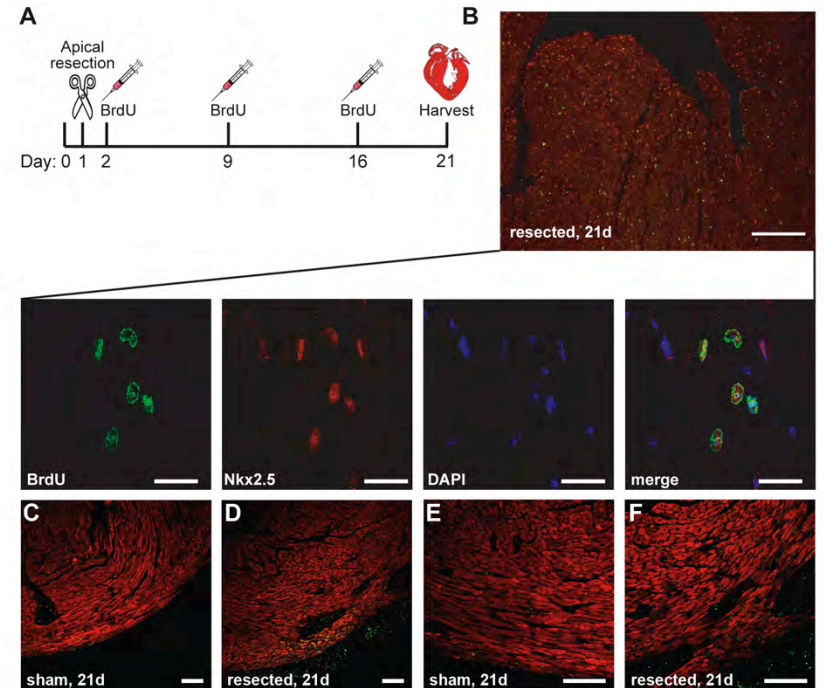 A
Apical
resection
BrdU
BrdU
BrdU
Harvest
Day: 0 1 2 9 16 21
B
resected, 21d
BrdU
Nkx2.5
DAPI
merge
C
sham, 21d
D
resected, 21d
E
sham, 21d
F
resected, 21d